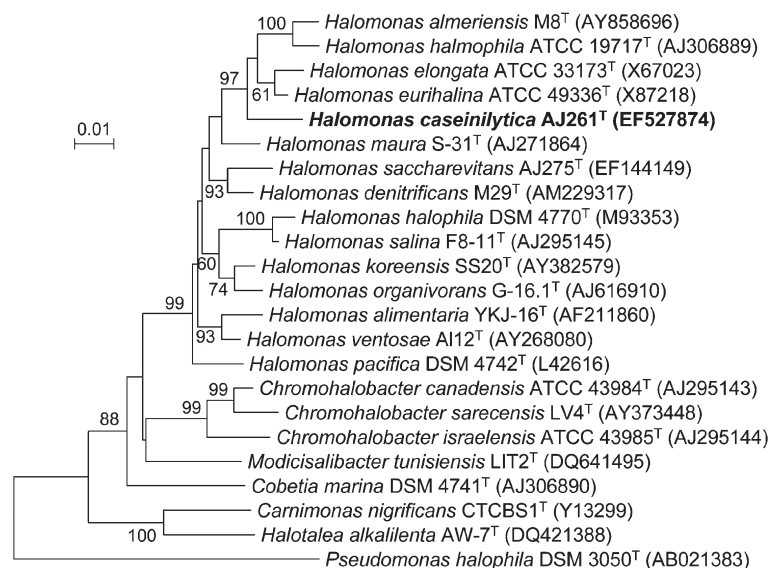 100
Halomonas almeriensis M8ᵀ (AY858696)
Halomonas halmophila ATCC 19717ᵀ (AJ306889)
Halomonas elongata ATCC 33173ᵀ (X67023)
97
61
Halomonas eurihalina ATCC 49336ᵀ (X87218)
Halomonas caseinilytica AJ261ᵀ (EF527874)
0.01
Halomonas maura S-31ᵀ (AJ271864)
Halomonas saccharevitans AJ275ᵀ (EF144149)
93
Halomonas denitrificans M29ᵀ (AM229317)
100
Halomonas halophila DSM 4770ᵀ (M93353)
Halomonas salina F8-11ᵀ (AJ295145)
60
Halomonas koreensis SS20ᵀ (AY382579)
74
Halomonas organivorans G-16.1ᵀ (AJ616910)
99
Halomonas alimentaria YKJ-16ᵀ (AF211860)
93
Halomonas ventosae Al12ᵀ (AY268080)
Halomonas pacifica DSM 4742ᵀ (L42616)
99
Chromohalobacter canadensis ATCC 43984ᵀ (AJ295143)
99
Chromohalobacter sarecensis LV4ᵀ (AY373448)
88
Chromohalobacter israelensis ATCC 43985ᵀ (AJ295144)
Modicisalibacter tunisiensis LIT2ᵀ (DQ641495)
Cobetia marina DSM 4741ᵀ (AJ306890)
Carnimonas nigrificans CTCBS1ᵀ (Y13299)
100
Halotalea alkalilenta AW-7ᵀ (DQ421388)
Pseudomonas halophila DSM 3050ᵀ (AB021383)